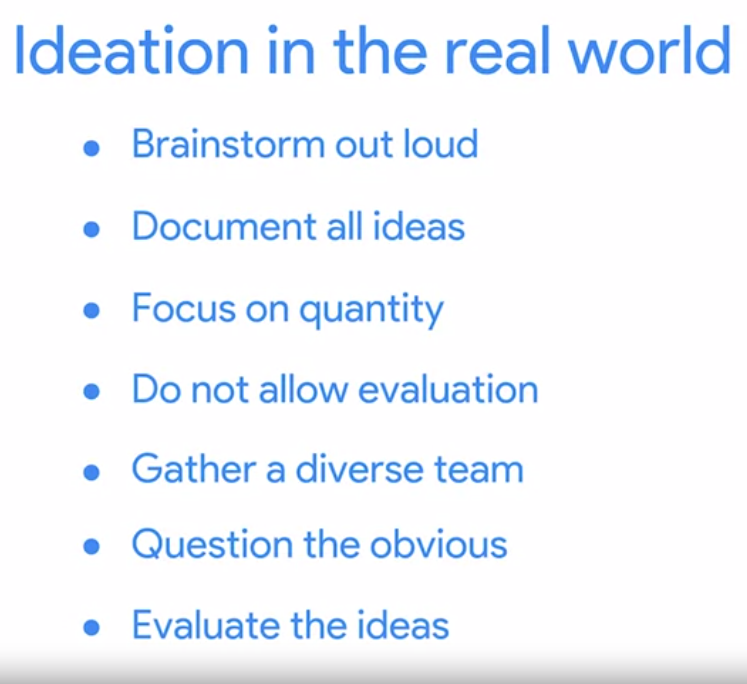 Ideation in the real world
• Brainstorm out loud
• Document all ideas
• Focus on quantity
• Do not allow evaluation
• Gather a diverse team
• Question the obvious
• Evaluate the ideas